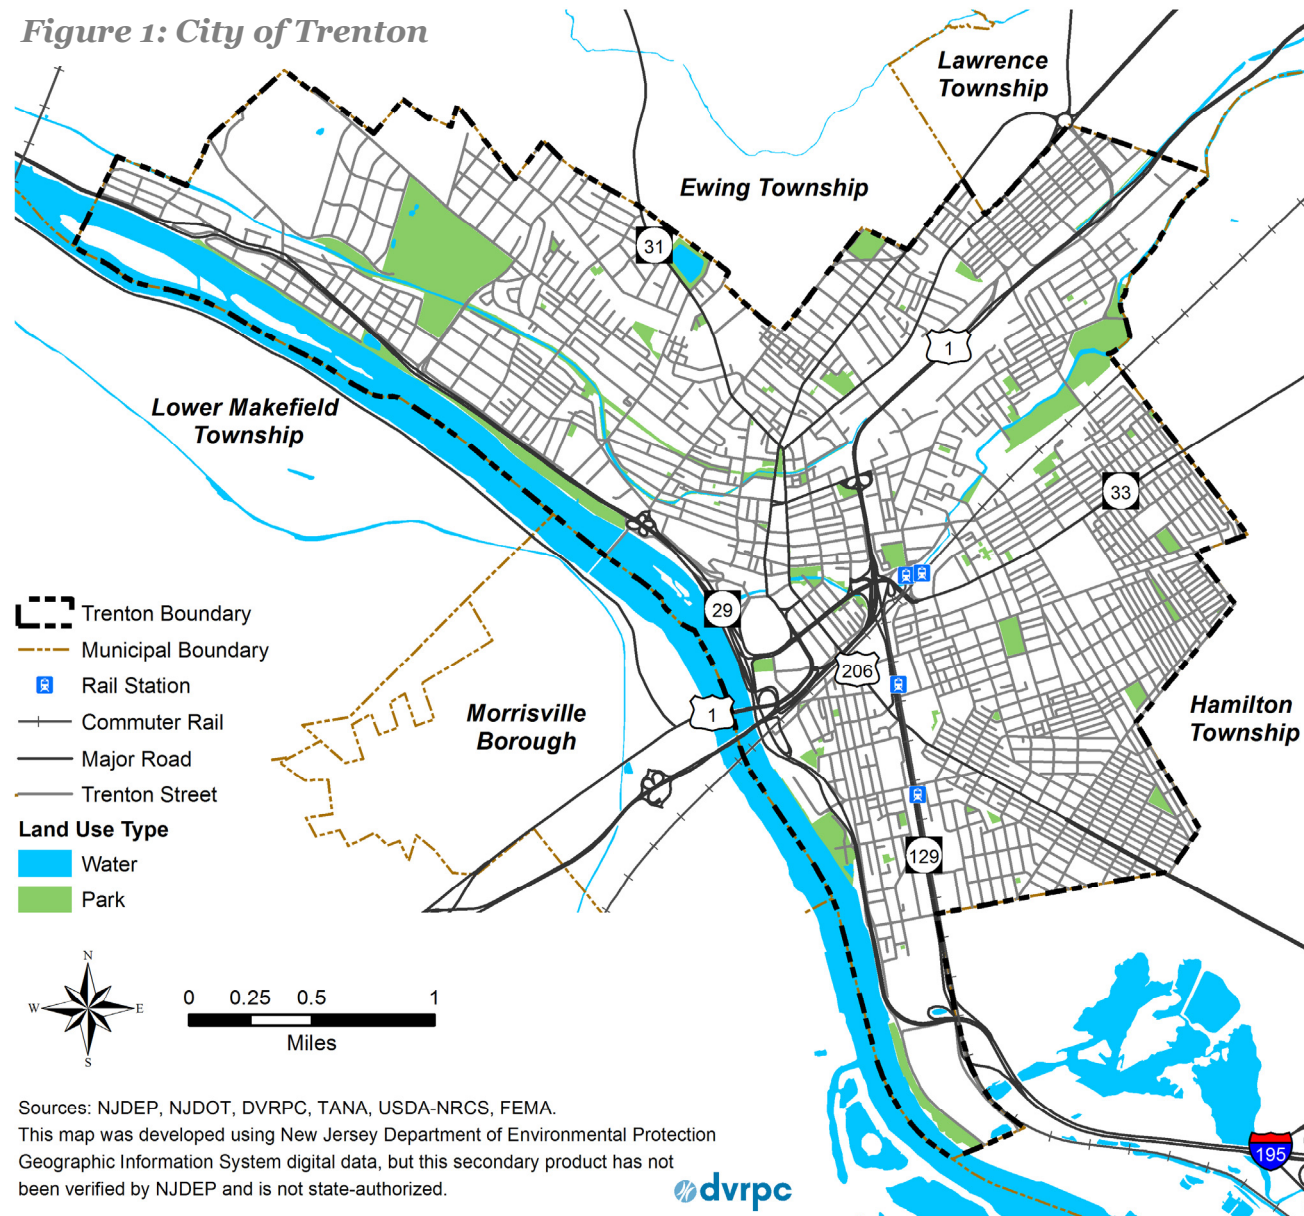 Figure 1: City of Trenton
Lawrence
Township
Ewing Township
31
1
Lower Makefield
Township
33
29
206
1
Morrisville
Borough
Hamilton
Township
129
195
Trenton Boundary
Municipal Boundary
Rail Station
Commuter Rail
Major Road
Trenton Street
Land Use Type
Water
Park
N
W
E
S
0 0.25 0.5 1
Miles
Sources: NJDEP, NJDOT, DVRPC, TANA, USDA-NRCS, FEMA.
This map was developed using New Jersey Department of Environmental Protection
Geographic Information System digital data, but this secondary product has not
been verified by NJDEP and is not state-authorized.
dvrpc